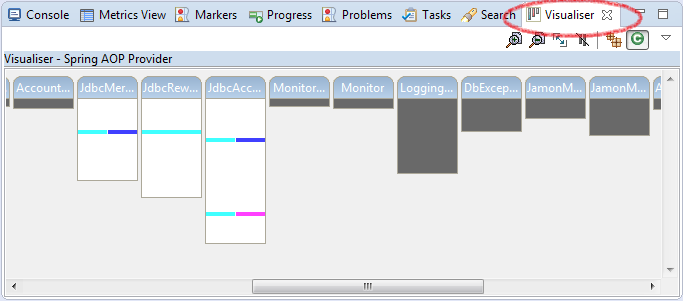 Console Metrics View Markers Progress Problems Tasks Search Visualiser
C
Visualiser - Spring AOP Provider
Account... JdbcMer... JdbcRew... JdbcAcc... Monitor... Monitor Logging... DbExcep... JamonM... JamonM... A